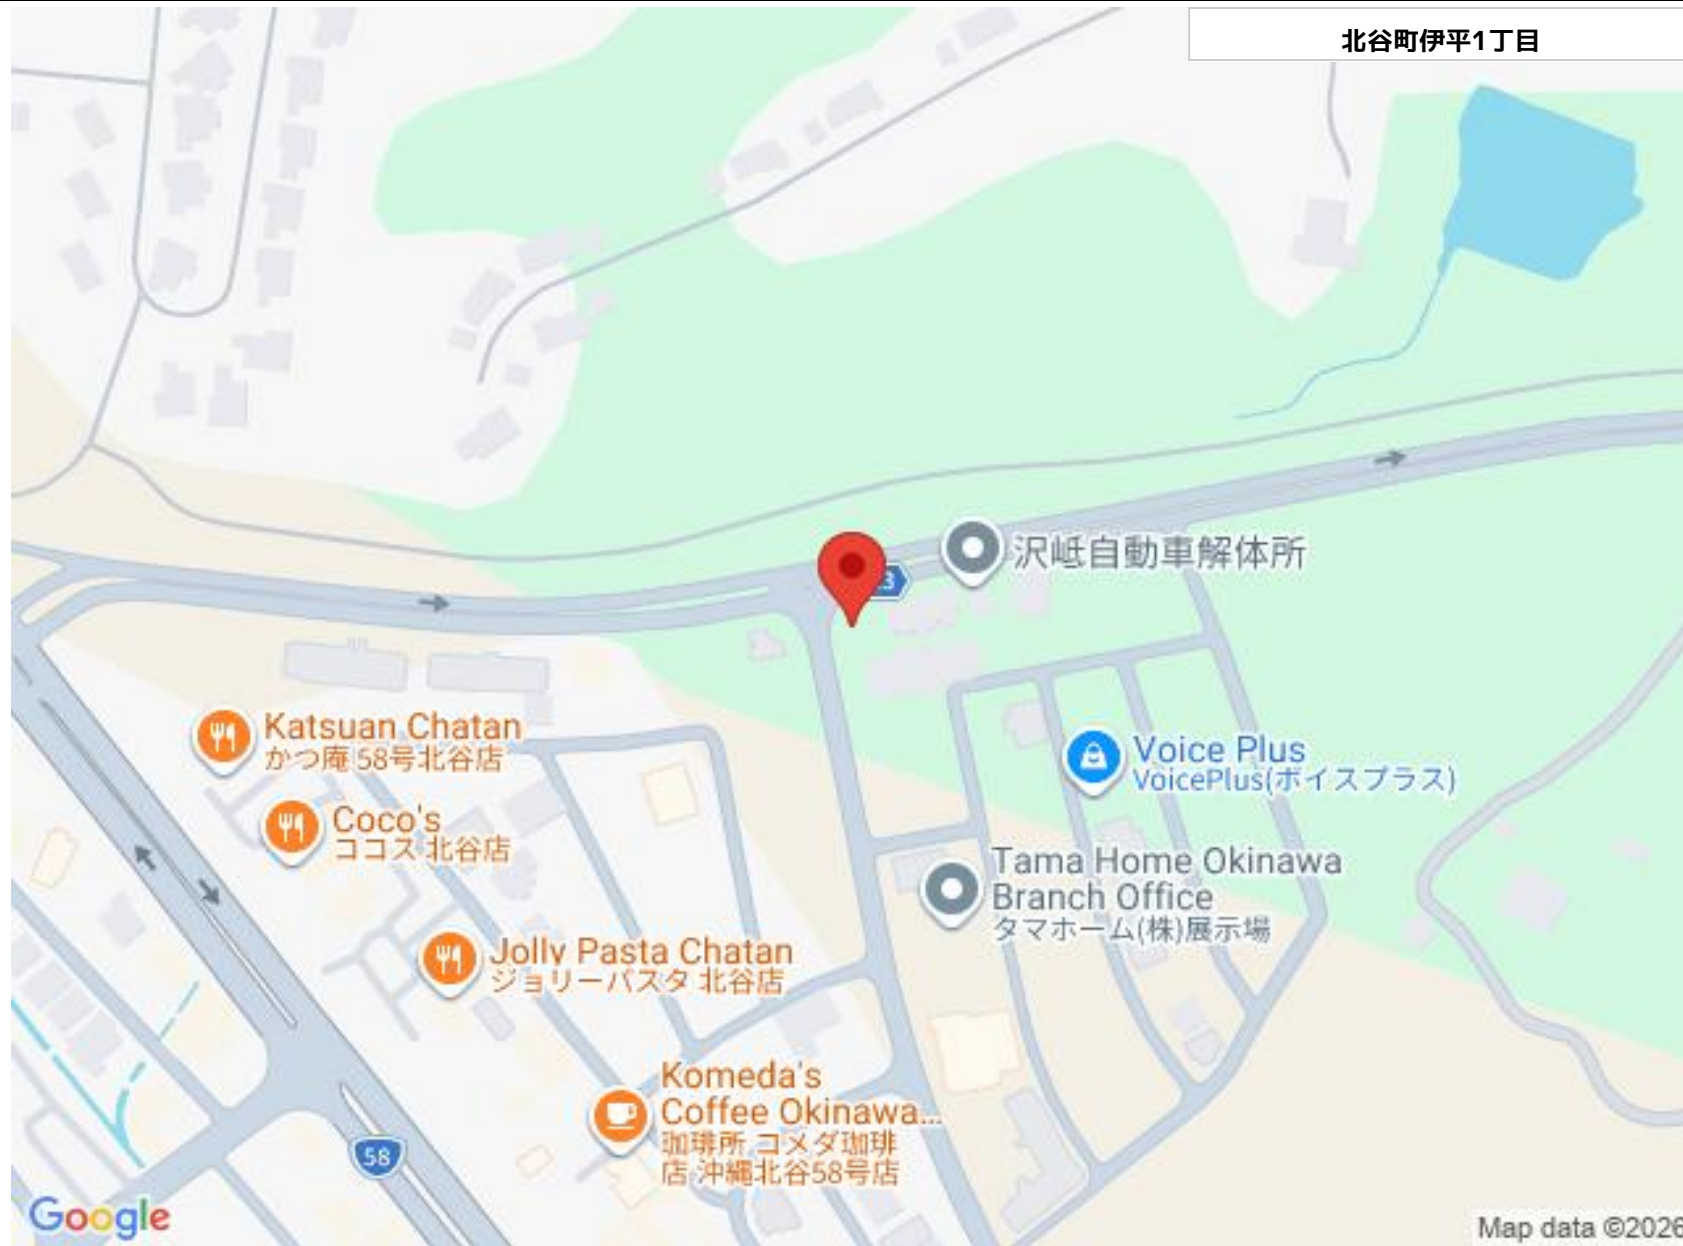 北谷町伊平1丁目
沢岻自動車解体所
Katsuan Chatan
かつ庵 58号北谷店
Voice Plus
VoicePlus(ボイスプラス)
Coco's
ココス 北谷店
Tama Home Okinawa
Branch Office
タマホーム(株)展示場
Jolly Pasta Chatan
ジョリーパスタ 北谷店
Komeda's
Coffee Okinawa...
珈琲所 コメダ珈琲
店 沖縄北谷58号店
58
Google
Map data ©2026